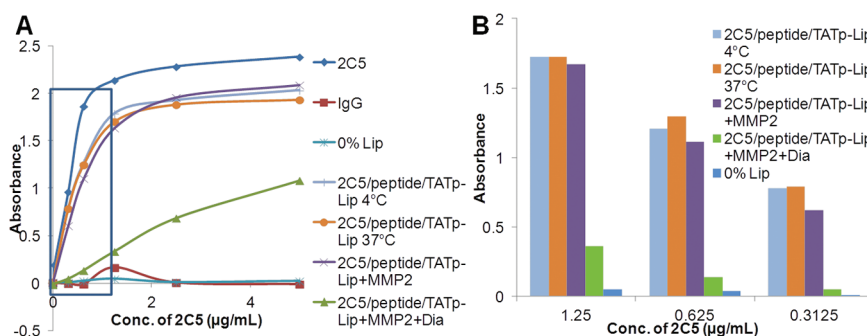 A
Absorbance
2.5
2
1.5
1
0.5
0
-0.5
0
2
4
Conc. of 2C5 (µg/mL)
2C5
IgG
0% Lip
2C5/peptide/TATp-
Lip 4°C
2C5/peptide/TATp-
Lip 37°C
2C5/peptide/TATp-
Lip+MMP2
2C5/peptide/TATp-
Lip+MMP2+Dia
B
Absorbance
2
1.5
1
0.5
0
1.25
0.625
0.3125
Conc. of 2C5 (µg/mL)
2C5/peptide/TATp-Lip
4°C
2C5/peptide/TATp-Lip
37°C
2C5/peptide/TATp-Lip
+MMP2
2C5/peptide/TATp-Lip
+MMP2+Dia
0% Lip